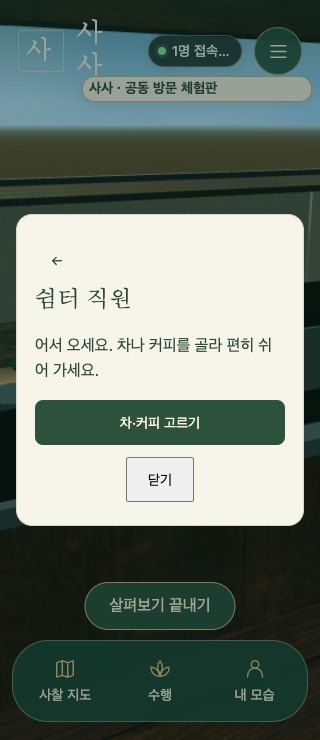 사
사
사
1명 접속...
사사 · 공동 방문 체험판
←
쉼터 직원
어서 오세요. 차나 커피를 골라 편히 쉬
어 가세요.
차·커피 고르기
닫기
살펴보기 끝내기
사찰 지도
수행
내 모습